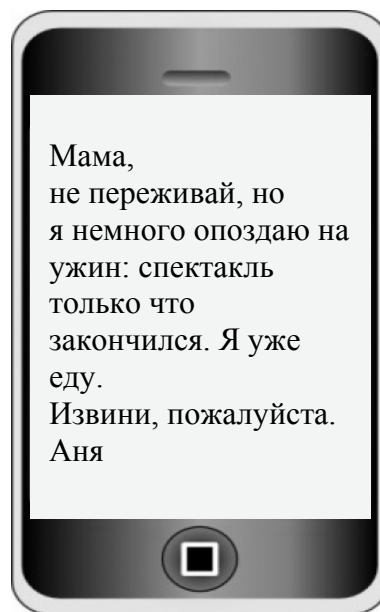 Мама,
не переживай, но
я немного опоздаю на
ужин: спектакль
только что
закончился. Я уже
еду.
Извини, пожалуйста.
Аня